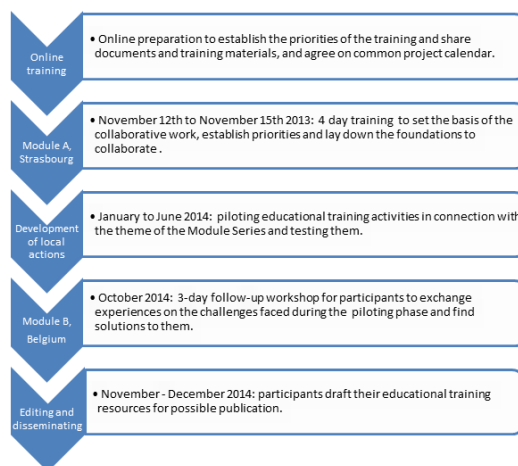 Online
training
• Online preparation to establish the priorities of the training and share
documents and training materials, and agree on common project calendar.
Module A,
Strasbourg
• November 12th to November 15th 2013: 4 day training to set the basis of the
collaborative work, establish priorities and lay down the foundations to
collaborate .
Development
of local
actions
• January to June 2014: piloting educational training activities in connection with
the theme of the Module Series and testing them.
Module B,
Belgium
• October 2014: 3-day follow-up workshop for participants to exchange
experiences on the challenges faced during the piloting phase and find
solutions to them.
Editing and
disseminating
• November - December 2014: participants draft their educational training
resources for possible publication.